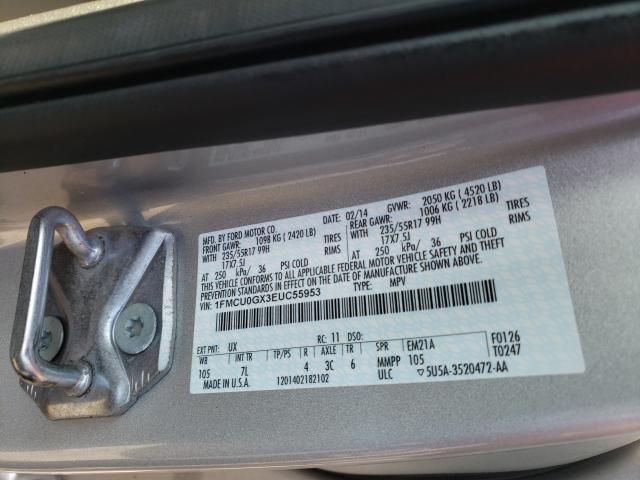 MFD. BY FORD MOTOR CO.
02/14 GVWR: 2050 KG ( 4520 LB)
FRONT GAWR: 1098 KG ( 2420 LB) REAR GAWR: 1006 KG ( 2218 LB)
235/55R17 99H TIRES 235/55R17 99H TIRES
17X7.5J RIMS 17X7.5J RIMS
AT 250 kPa/ 36 PSI COLD AT 250 kPa/ 36 PSI COLD
THIS VEHICLE CONFORMS TO ALL APPLICABLE FEDERAL MOTOR VEHICLE SAFETY AND THEFT
PREVENTION STANDARDS IN EFFECT ON THE DATE OF MANUFACTURE SHOWN ABOVE.
VIN: 1FMCU0GX3EUC55953 TYPE: MPV
F0126
T0247
EXT PNT: UX RC: 11 DSO:
WB INT TR TP/PS R AXLE TR SPR EM21A
105 7L 4 3C 6 MMPP 105
MADE IN U.S.A. 1201402182102 ULC ▽5U5A-3520472-AA